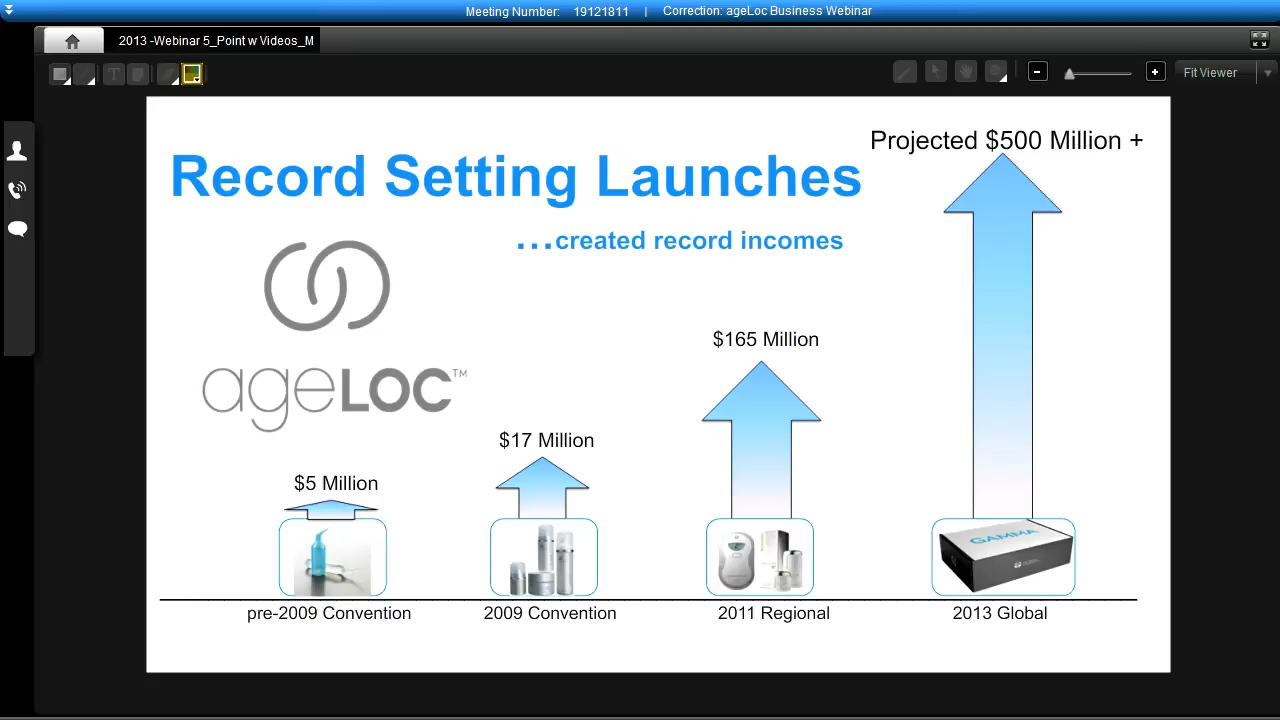 Meeting Number: 19121811 | Correction: ageLoc Business Webinar
2013 -Webinar 5_Point w Videos_M
T
Fit Viewer
Projected $500 Million +
Record Setting Launches
...created record incomes
ageLOC™
$165 Million
$17 Million
$5 Million
GAMMA
pre-2009 Convention
2009 Convention
2011 Regional
2013 Global